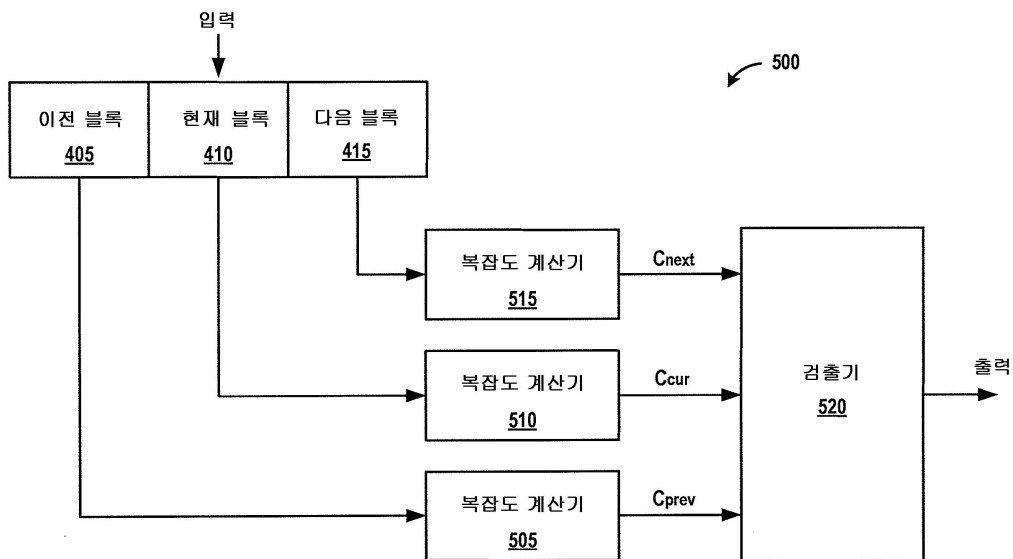 입력
500
이전 블록
405
현재 블록
410
다음 블록
415
복잡도 계산기
515
Cnext
복잡도 계산기
510
Ccur
검출기
520
출력
복잡도 계산기
505
Cprev